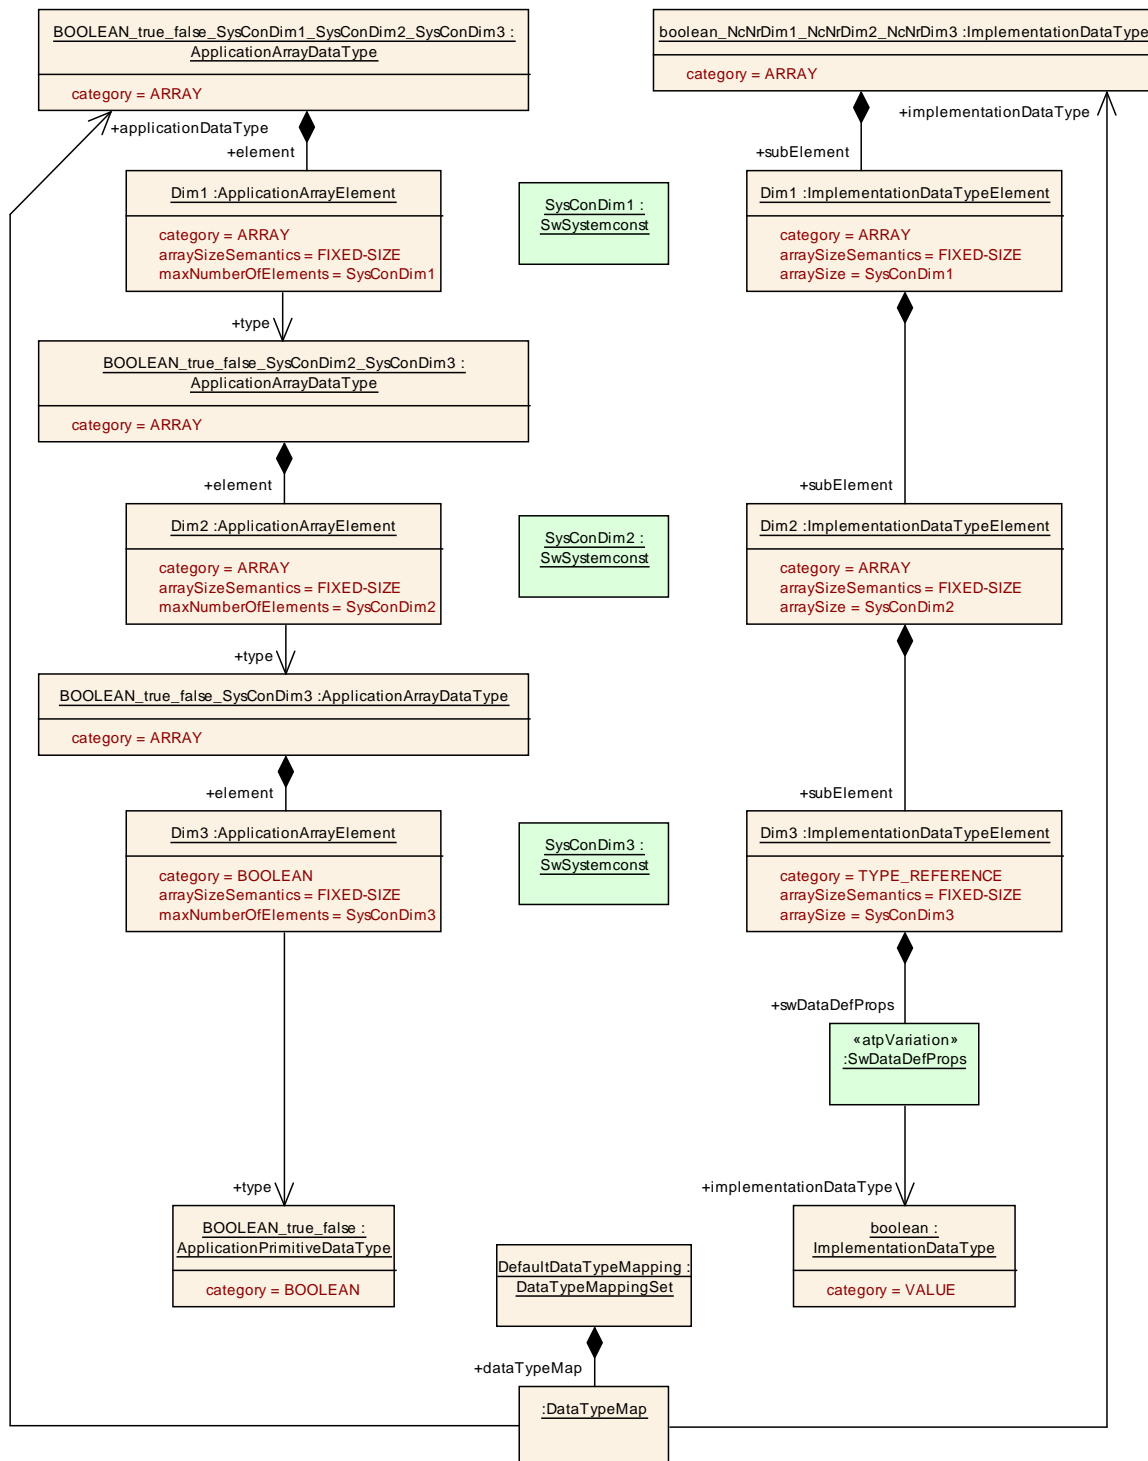 BOOLEAN_true_false_SysConDim1_SysConDim2_SysConDim3 :
ApplicationArrayDataType
category = ARRAY
boolean_NcNrDim1_NcNrDim2_NcNrDim3 :ImplementationDataType
category = ARRAY
+applicationDataType
+element
+implementationDataType
+subElement
Dim1 :ApplicationArrayElement
category = ARRAY
arraySizeSemantics = FIXED-SIZE
maxNumberOfElements = SysConDim1
SysConDim1 :
SwSystemconst
Dim1 :ImplementationDataTypeElement
category = ARRAY
arraySizeSemantics = FIXED-SIZE
arraySize = SysConDim1
+type
BOOLEAN_true_false_SysConDim2_SysConDim3 :
ApplicationArrayDataType
category = ARRAY
+element
+subElement
Dim2 :ApplicationArrayElement
category = ARRAY
arraySizeSemantics = FIXED-SIZE
maxNumberOfElements = SysConDim2
SysConDim2 :
SwSystemconst
Dim2 :ImplementationDataTypeElement
category = ARRAY
arraySizeSemantics = FIXED-SIZE
arraySize = SysConDim2
+type
BOOLEAN_true_false_SysConDim3 :ApplicationArrayDataType
category = ARRAY
+element
+subElement
Dim3 :ApplicationArrayElement
category = BOOLEAN
arraySizeSemantics = FIXED-SIZE
maxNumberOfElements = SysConDim3
SysConDim3 :
SwSystemconst
Dim3 :ImplementationDataTypeElement
category = TYPE_REFERENCE
arraySizeSemantics = FIXED-SIZE
arraySize = SysConDim3
+swDataDefProps
«atpVariation»
:SwDataDefProps
+type
+implementationDataType
BOOLEAN_true_false :
ApplicationPrimitiveDataType
category = BOOLEAN
boolean :
ImplementationDataType
category = VALUE
DefaultDataTypeMapping :
DataTypeMappingSet
+dataTypeMap
:DataTypeMap